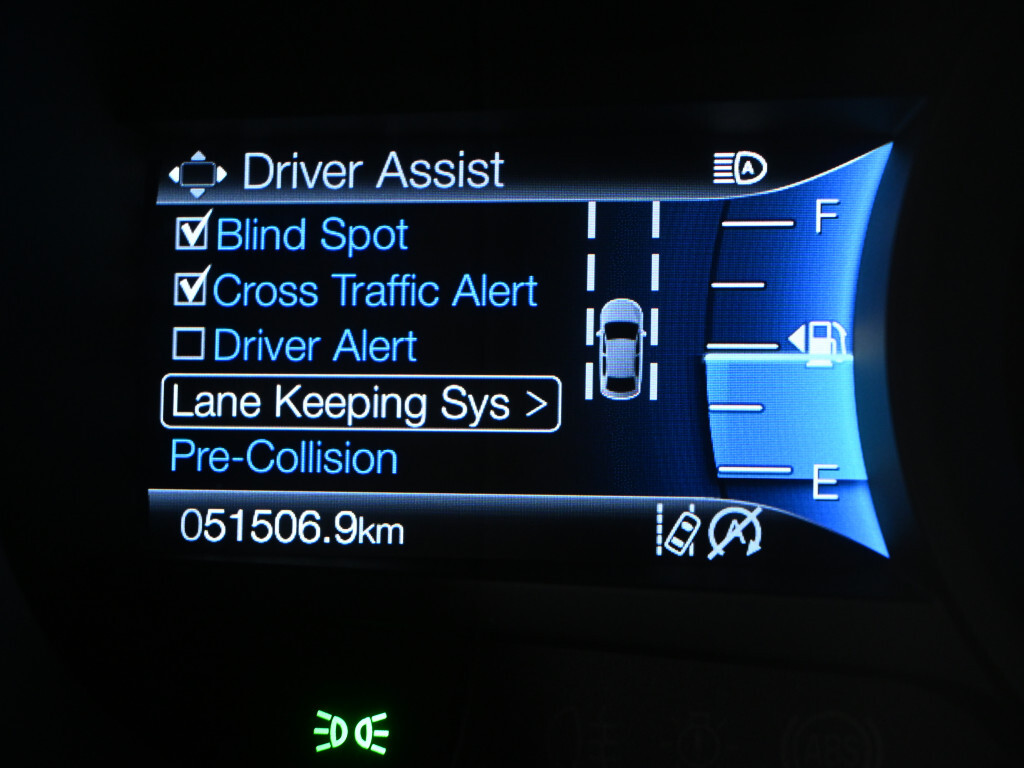 Driver Assist
A
Blind Spot
F
Cross Traffic Alert
Driver Alert
Lane Keeping Sys >
Pre-Collision
E
051506.9km
A